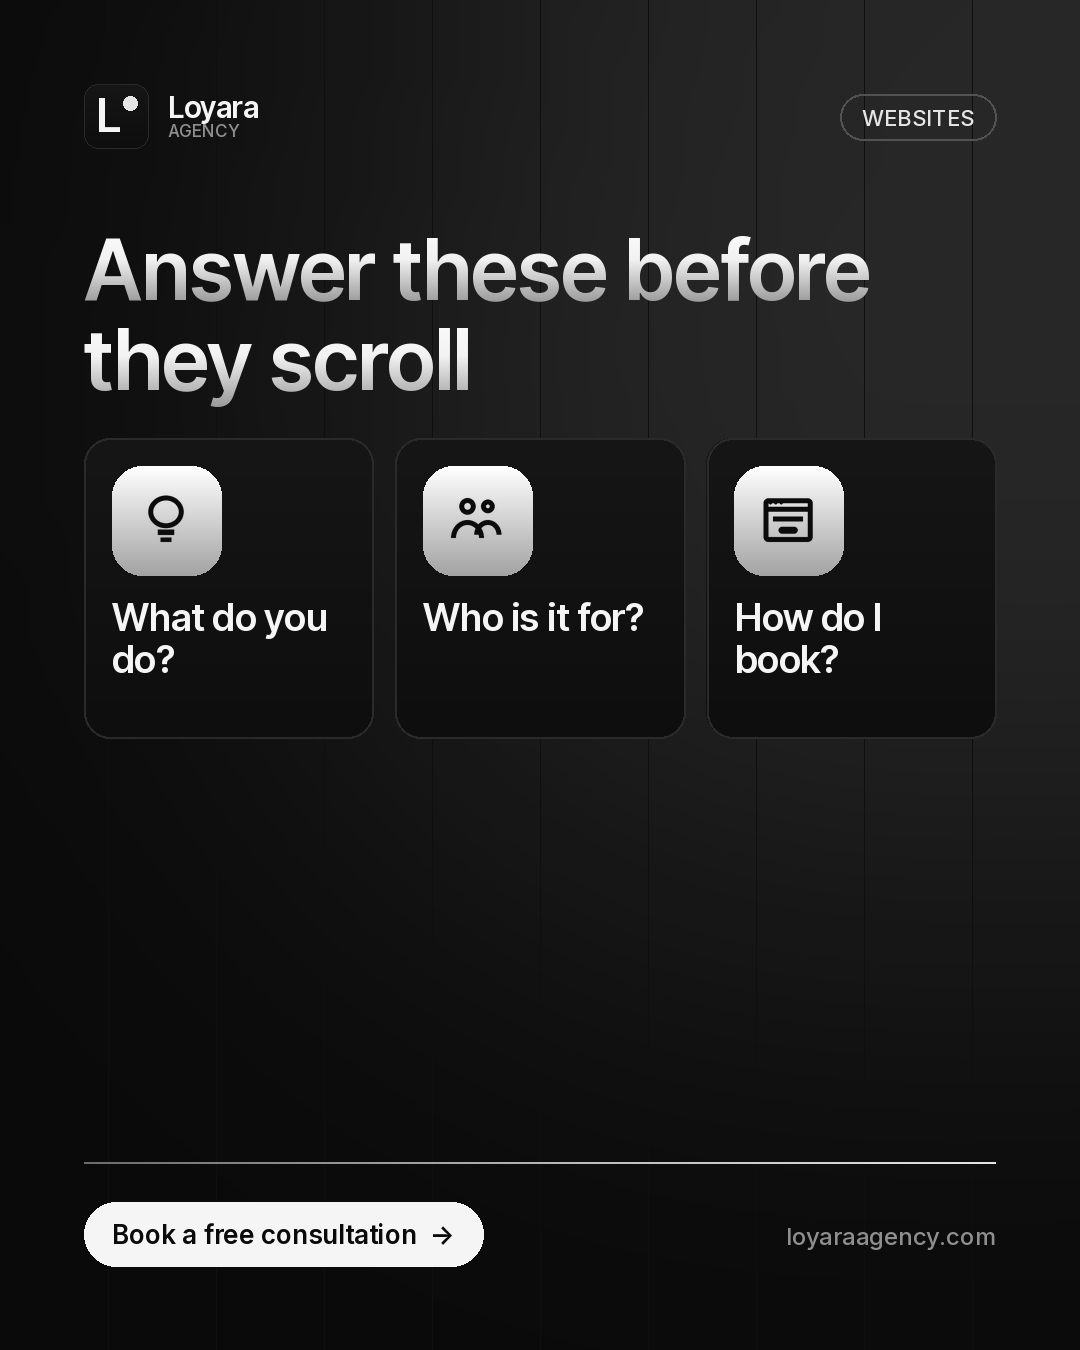 Loyara
AGENCY
WEBSITES
Answer these before
they scroll
What do you
do?
Who is it for?
How do I
book?
Book a free consultation →
loyaraagency.com